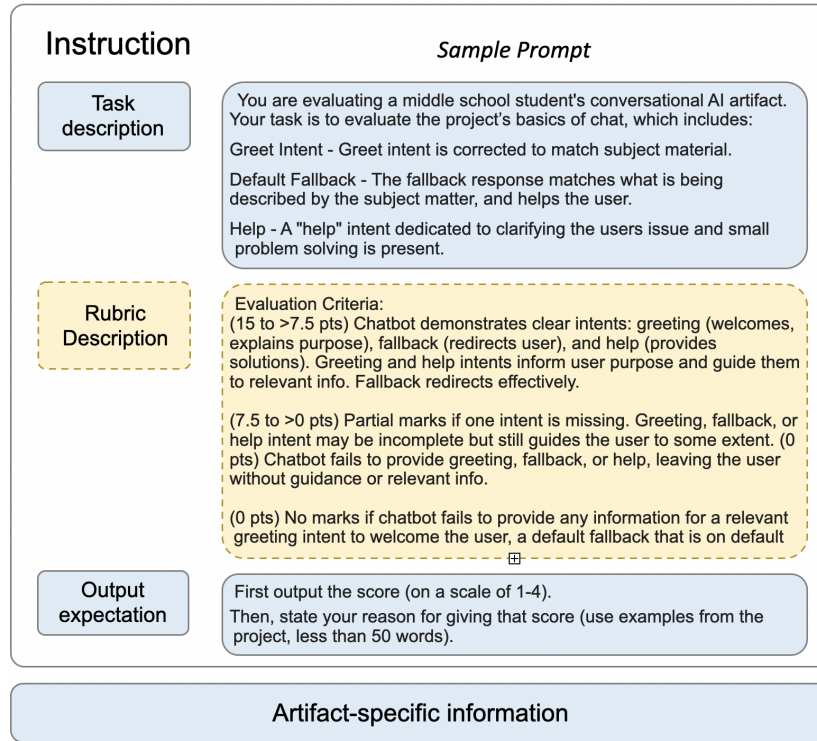 Instruction
Sample Prompt
Task
description
You are evaluating a middle school student's conversational AI artifact.
Your task is to evaluate the project's basics of chat, which includes:
Greet Intent - Greet intent is corrected to match subject material.
Default Fallback - The fallback response matches what is being
described by the subject matter, and helps the user.
Help - A "help" intent dedicated to clarifying the users issue and small
problem solving is present.
Rubric
Description
Evaluation Criteria:
(15 to >7.5 pts) Chatbot demonstrates clear intents: greeting (welcomes,
explains purpose), fallback (redirects user), and help (provides
solutions). Greeting and help intents inform user purpose and guide them
to relevant info. Fallback redirects effectively.
(7.5 to >0 pts) Partial marks if one intent is missing. Greeting, fallback, or
help intent may be incomplete but still guides the user to some extent. (0
pts) Chatbot fails to provide greeting, fallback, or help, leaving the user
without guidance or relevant info.
(0 pts) No marks if chatbot fails to provide any information for a relevant
greeting intent to welcome the user, a default fallback that is on default
Output
expectation
First output the score (on a scale of 1-4).
Then, state your reason for giving that score (use examples from the
project, less than 50 words).
Artifact-specific information